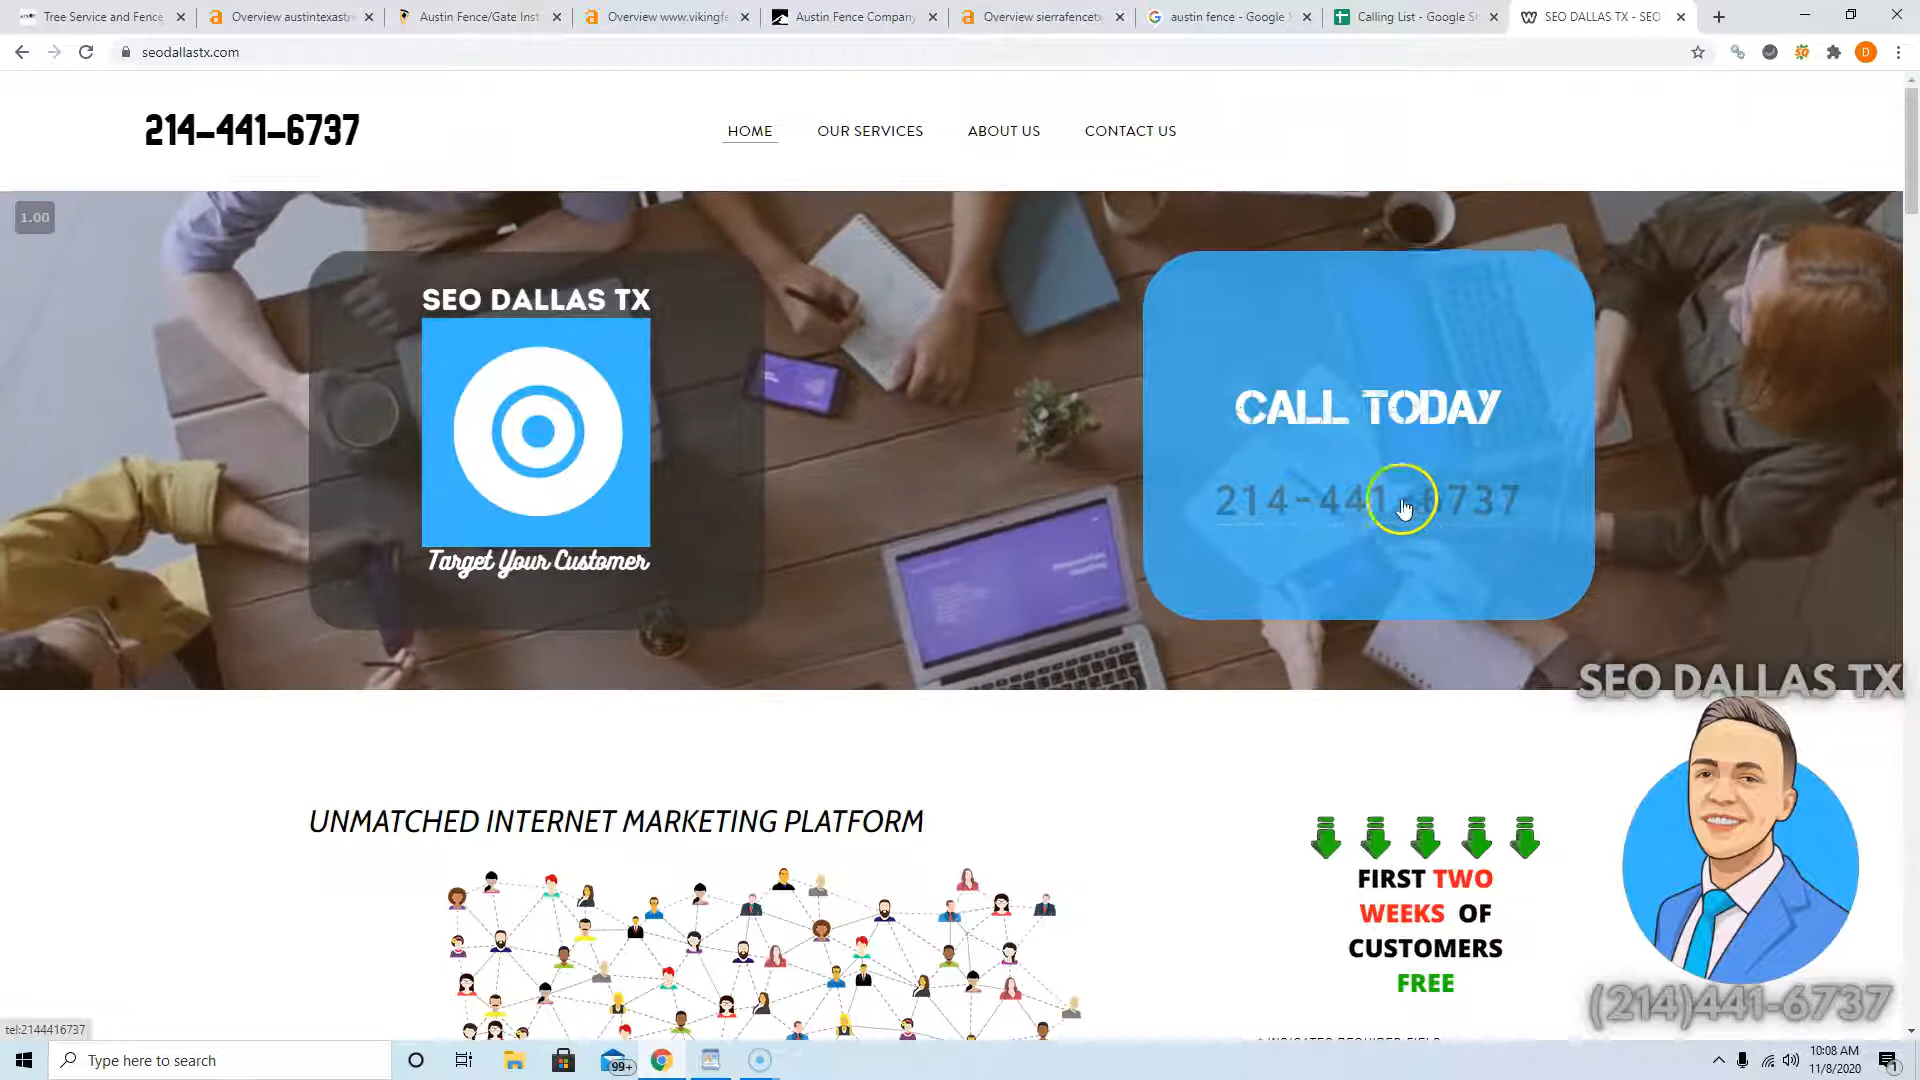 Tree Service and Fence
Overview austintexastr
Austin Fence/Gate Inst
Overview www.vikingfe
Austin Fence Company
Overview sierrafencetx
austin fence - Google S
Calling List - Google S
SEO DALLAS TX - SEO
seodallastx.com
D
214-441-6737
HOME
OUR SERVICES
ABOUT US
CONTACT US
1.00
SEO DALLAS TX
Target Your Customer
CALL TODAY
214-441-6737
SEO DALLAS TX
UNMATCHED INTERNET MARKETING PLATFORM
FIRST TWO
WEEKS OF
CUSTOMERS
FREE
(214)441-6737
tel:2144416737
Type here to search
99+
10:08 AM
11/8/2020
1